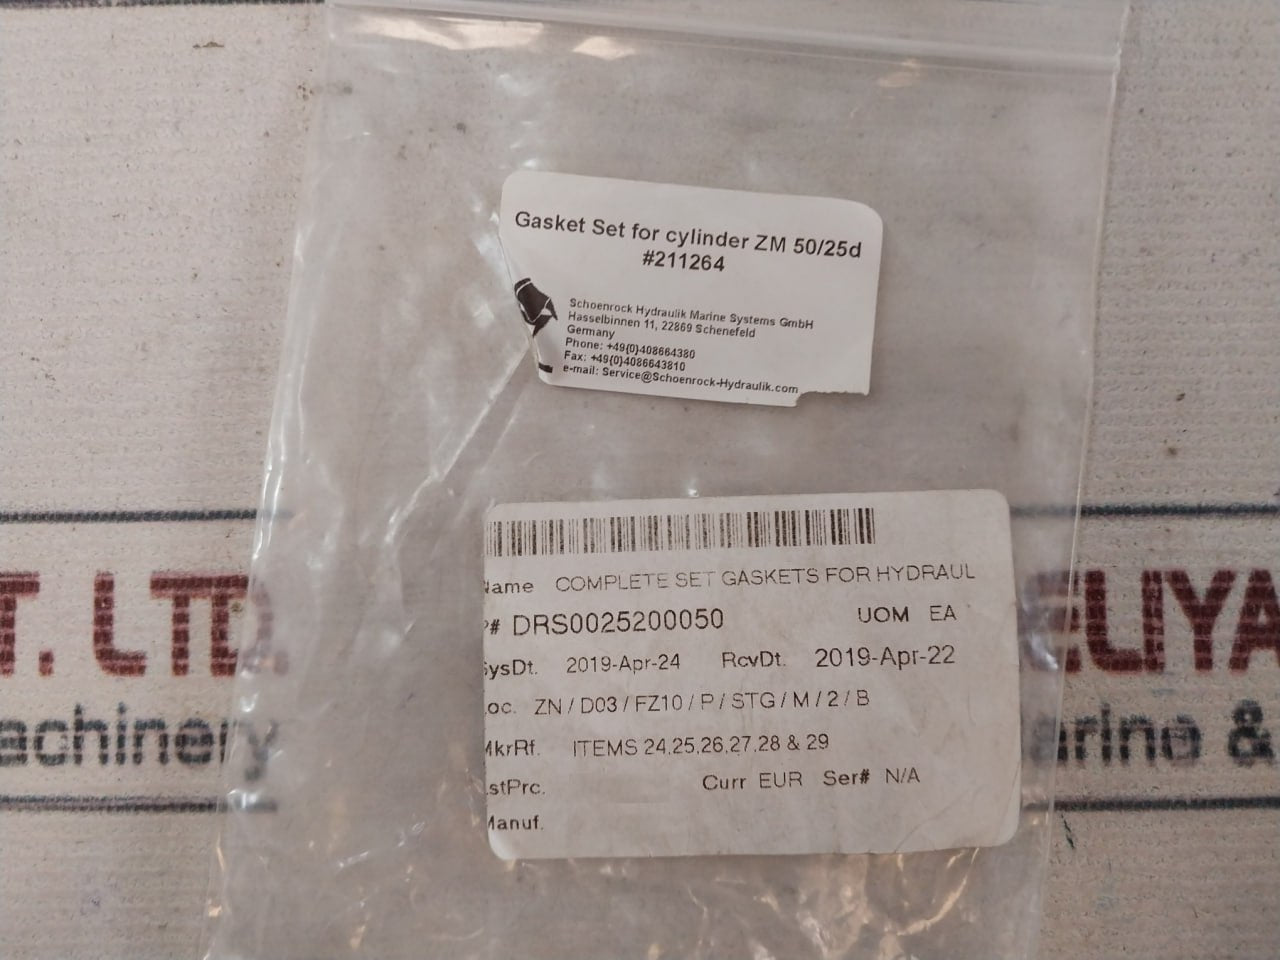 Gasket Set for cylinder ZM 50/25d
#211264
Schoenrock Hydraulik Marine Systems GmbH
Hasselbinnen 11, 22869 Schenefeld
Germany
Phone: +49(0)408664380
Fax: +49(0)4086643810
e-mail: Service@Schoenrock-Hydraulik.com
Name COMPLETE SET GASKETS FOR HYDRAUL
P# DRS0025200050 UOM EA
SysDt. 2019-Apr-24 RcvDt. 2019-Apr-22
Loc. ZN / D03 / FZ10 / P / STG / M / 2 / B
MkrRf. ITEMS 24,25,26,27,28 & 29
LstPrc. Curr EUR Ser# N/A
Manuf.
T. LTD. ELIYA
achinery arine &